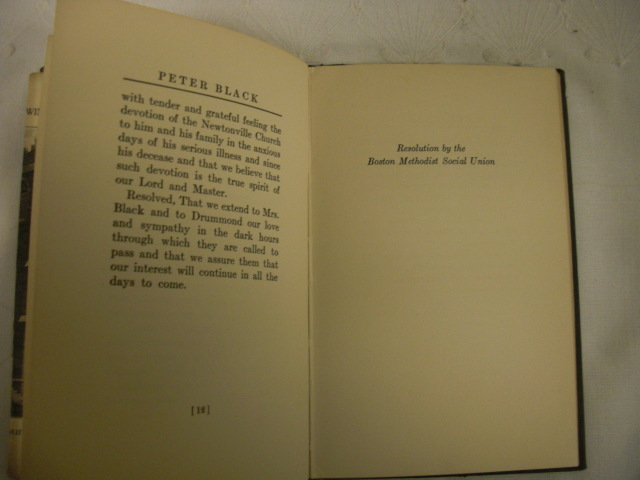 PETER BLACK
with tender and grateful feeling the
devotion of the Newtonville Church
to him and his family in the anxious
days of his serious illness and since
his decease and that we believe that
such devotion is the true spirit of
our Lord and Master.
Resolved, That we extend to Mrs.
Black and to Drummond our love
and sympathy in the dark hours
through which they are called to
pass and that we assure them that
our interest will continue in all the
days to come.
Resolution by the
Boston Methodist Social Union